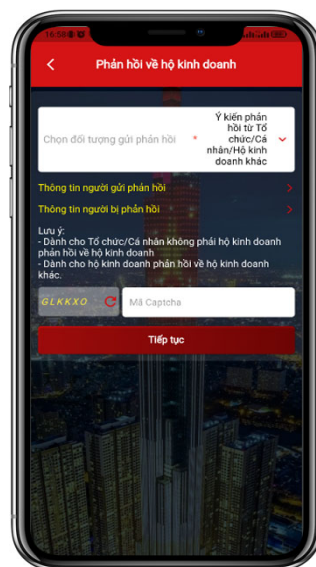 16:58
Phản hồi về hộ kinh doanh
Chọn đối tượng gửi phản hồi *
Ý kiến phản
hồi từ Tổ
chức/Cá
nhân/Hộ kinh
doanh khác
Thông tin người gửi phản hồi
Thông tin người bị phản hồi
Lưu ý:
- Dành cho Tổ chức/Cá nhân không phải hộ kinh doanh
phản hồi về hộ kinh doanh
- Dành cho hộ kinh doanh phản hồi về hộ kinh doanh
khác.
GLKKXO
Mã Captcha
Tiếp tục